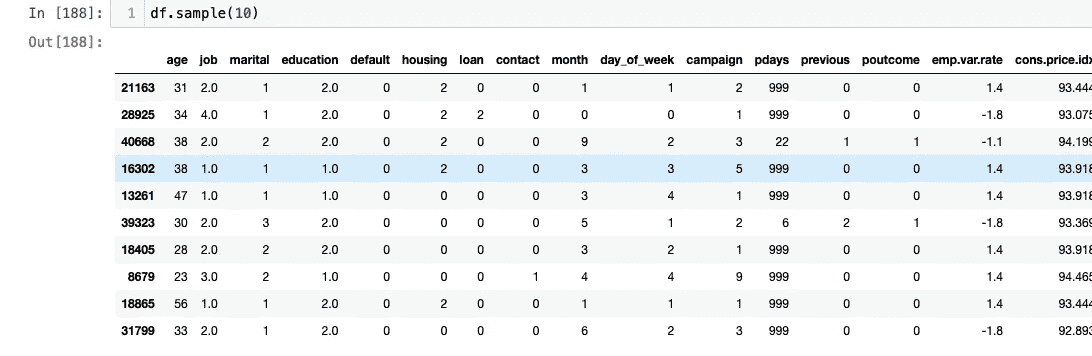 In [188]: 1 df.sample(10)
Out[188]:
age job marital education default housing loan contact month day_of_week campaign pdays previous poutcome emp.var.rate cons.price.idx
21163 31 2.0 1 2.0 0 2 0 0 1 1 2 999 0 0 1.4 93.444
28925 34 4.0 1 2.0 0 2 2 0 0 0 1 999 0 0 -1.8 93.075
40668 38 2.0 2 2.0 0 2 0 0 9 2 3 22 1 1 -1.1 94.199
16302 38 1.0 1 1.0 0 2 0 0 3 3 5 999 0 0 1.4 93.918
13261 47 1.0 1 1.0 0 0 0 0 3 4 1 999 0 0 1.4 93.918
39323 30 2.0 3 2.0 0 0 0 0 5 1 2 6 2 1 -1.8 93.369
18405 28 2.0 2 2.0 0 0 0 0 3 2 1 999 0 0 1.4 93.918
8679 23 3.0 2 1.0 0 0 0 1 4 4 9 999 0 0 1.4 94.465
18865 56 1.0 1 2.0 0 2 0 0 1 1 1 999 0 0 1.4 93.444
31799 33 2.0 1 2.0 0 0 0 0 6 2 3 999 0 0 -1.8 92.893